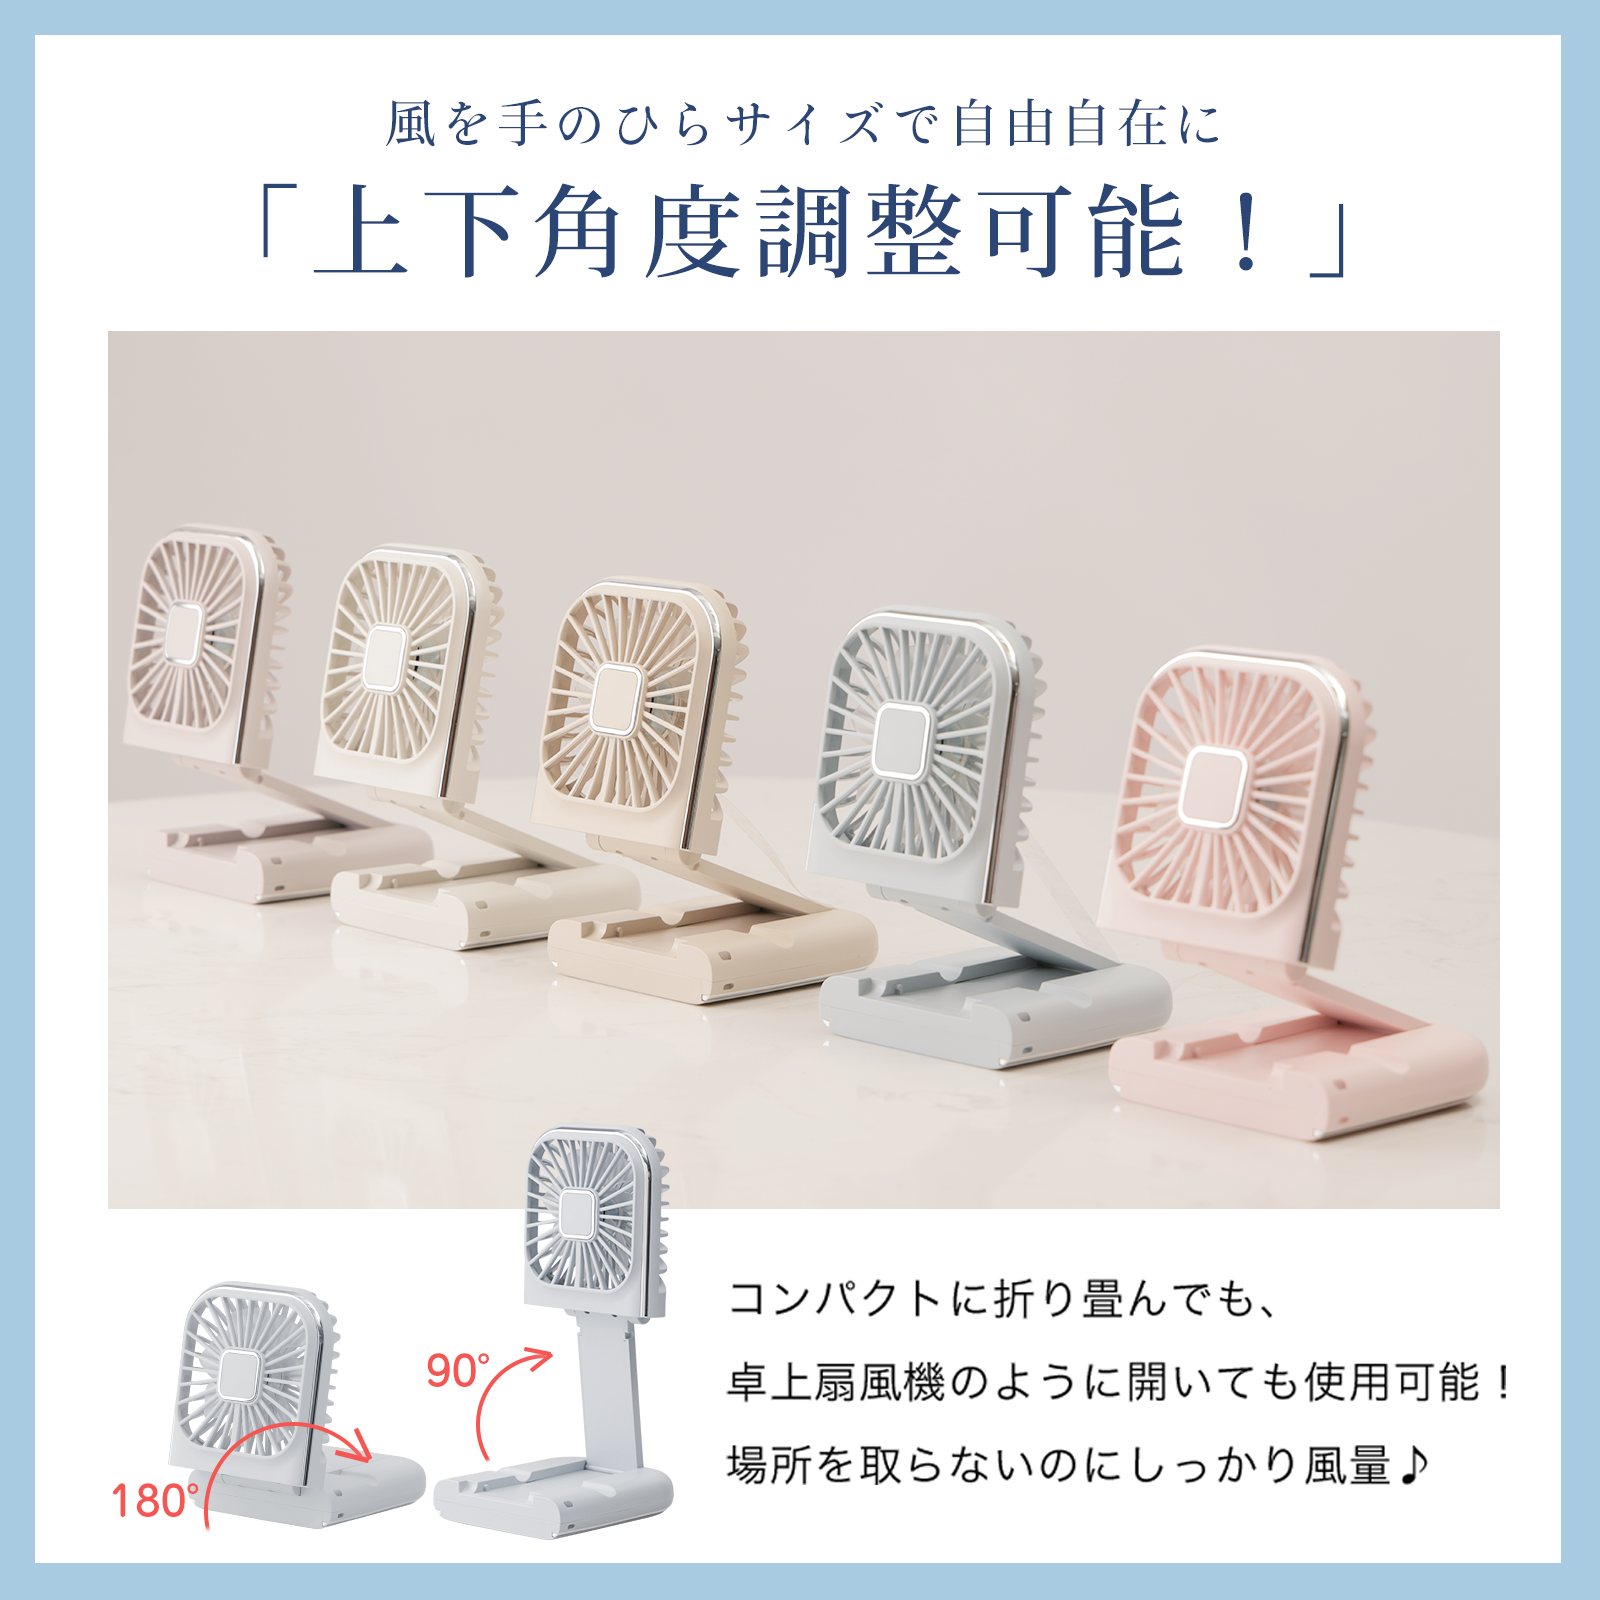 風を手のひらサイズで自由自在に
「上下角度調整可能！」
90°
180°
コンパクトに折り畳んでも、
卓上扇風機のように開いても使用可能！
場所を取らないのにしっかり風量♪